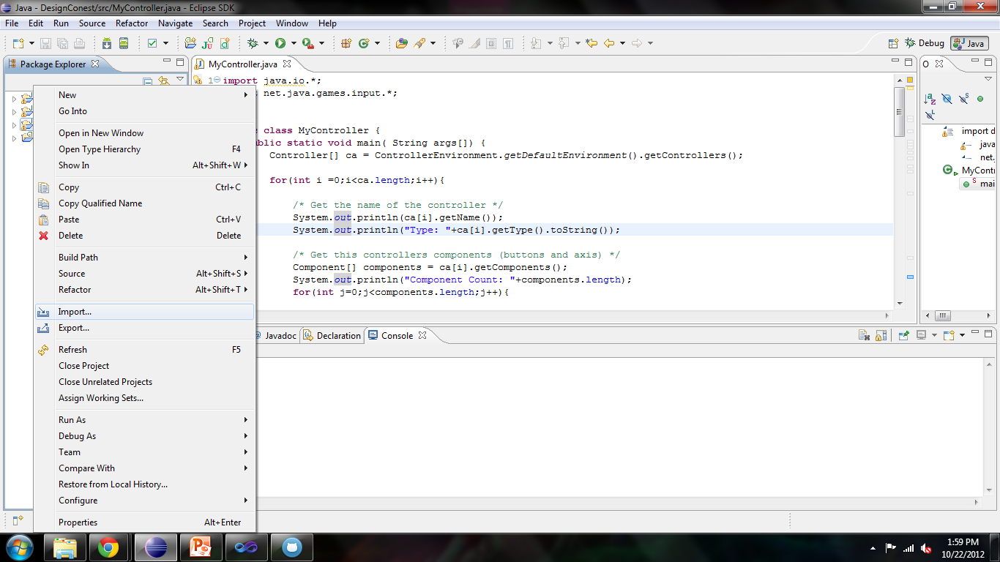 Java - DesignConest/src/MyController.java - Eclipse SDK
File Edit Run Source Refactor Navigate Search Project Window Help
Debug Java
Package Explorer
MyController.java
O
1 import java.io.*;
net.java.games.input.*;
class MyController {
static void main( String args[]) {
Controller[] ca = ControllerEnvironment.getDefaultEnvironment().getControllers();
for(int i =0;i<ca.length;i++){
/* Get the name of the controller */
System.out.println(ca[i].getName());
System.out.println("Type: "+ca[i].getType().toString());
/* Get this controllers components (buttons and axis) */
Component[] components = ca[i].getComponents();
System.out.println("Component Count: "+components.length);
for(int j=0;j<components.length;j++){
import d
java
net.
MyContr
mai
New
Go Into
Open in New Window
Open Type Hierarchy F4
Show In Alt+Shift+W
Copy Ctrl+C
Copy Qualified Name
Paste Ctrl+V
Delete Delete
Build Path
Source Alt+Shift+S
Refactor Alt+Shift+T
Import...
Export...
Refresh F5
Close Project
Close Unrelated Projects
Assign Working Sets...
Run As
Debug As
Team
Compare With
Restore from Local History...
Configure
Properties Alt+Enter
@ Javadoc Declaration Console
1:59 PM
10/22/2012